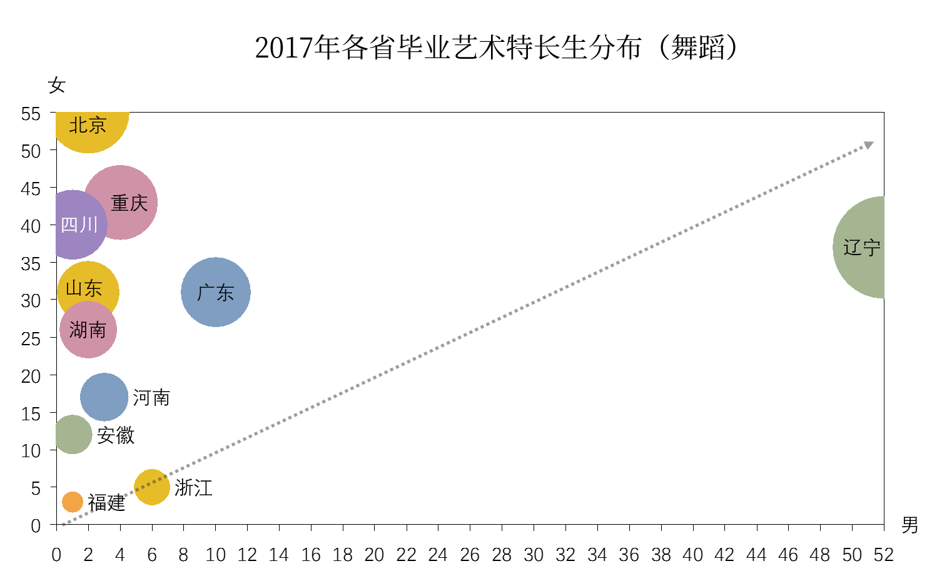 2017年各省毕业艺术特长生分布（舞蹈）
女
55
50
45
40
35
30
25
20
15
10
5
0
北京
重庆
四川
辽宁
山东
广东
湖南
河南
安徽
浙江
福建
男
0 2 4 6 8 10 12 14 16 18 20 22 24 26 28 30 32 34 36 38 40 42 44 46 48 50 52